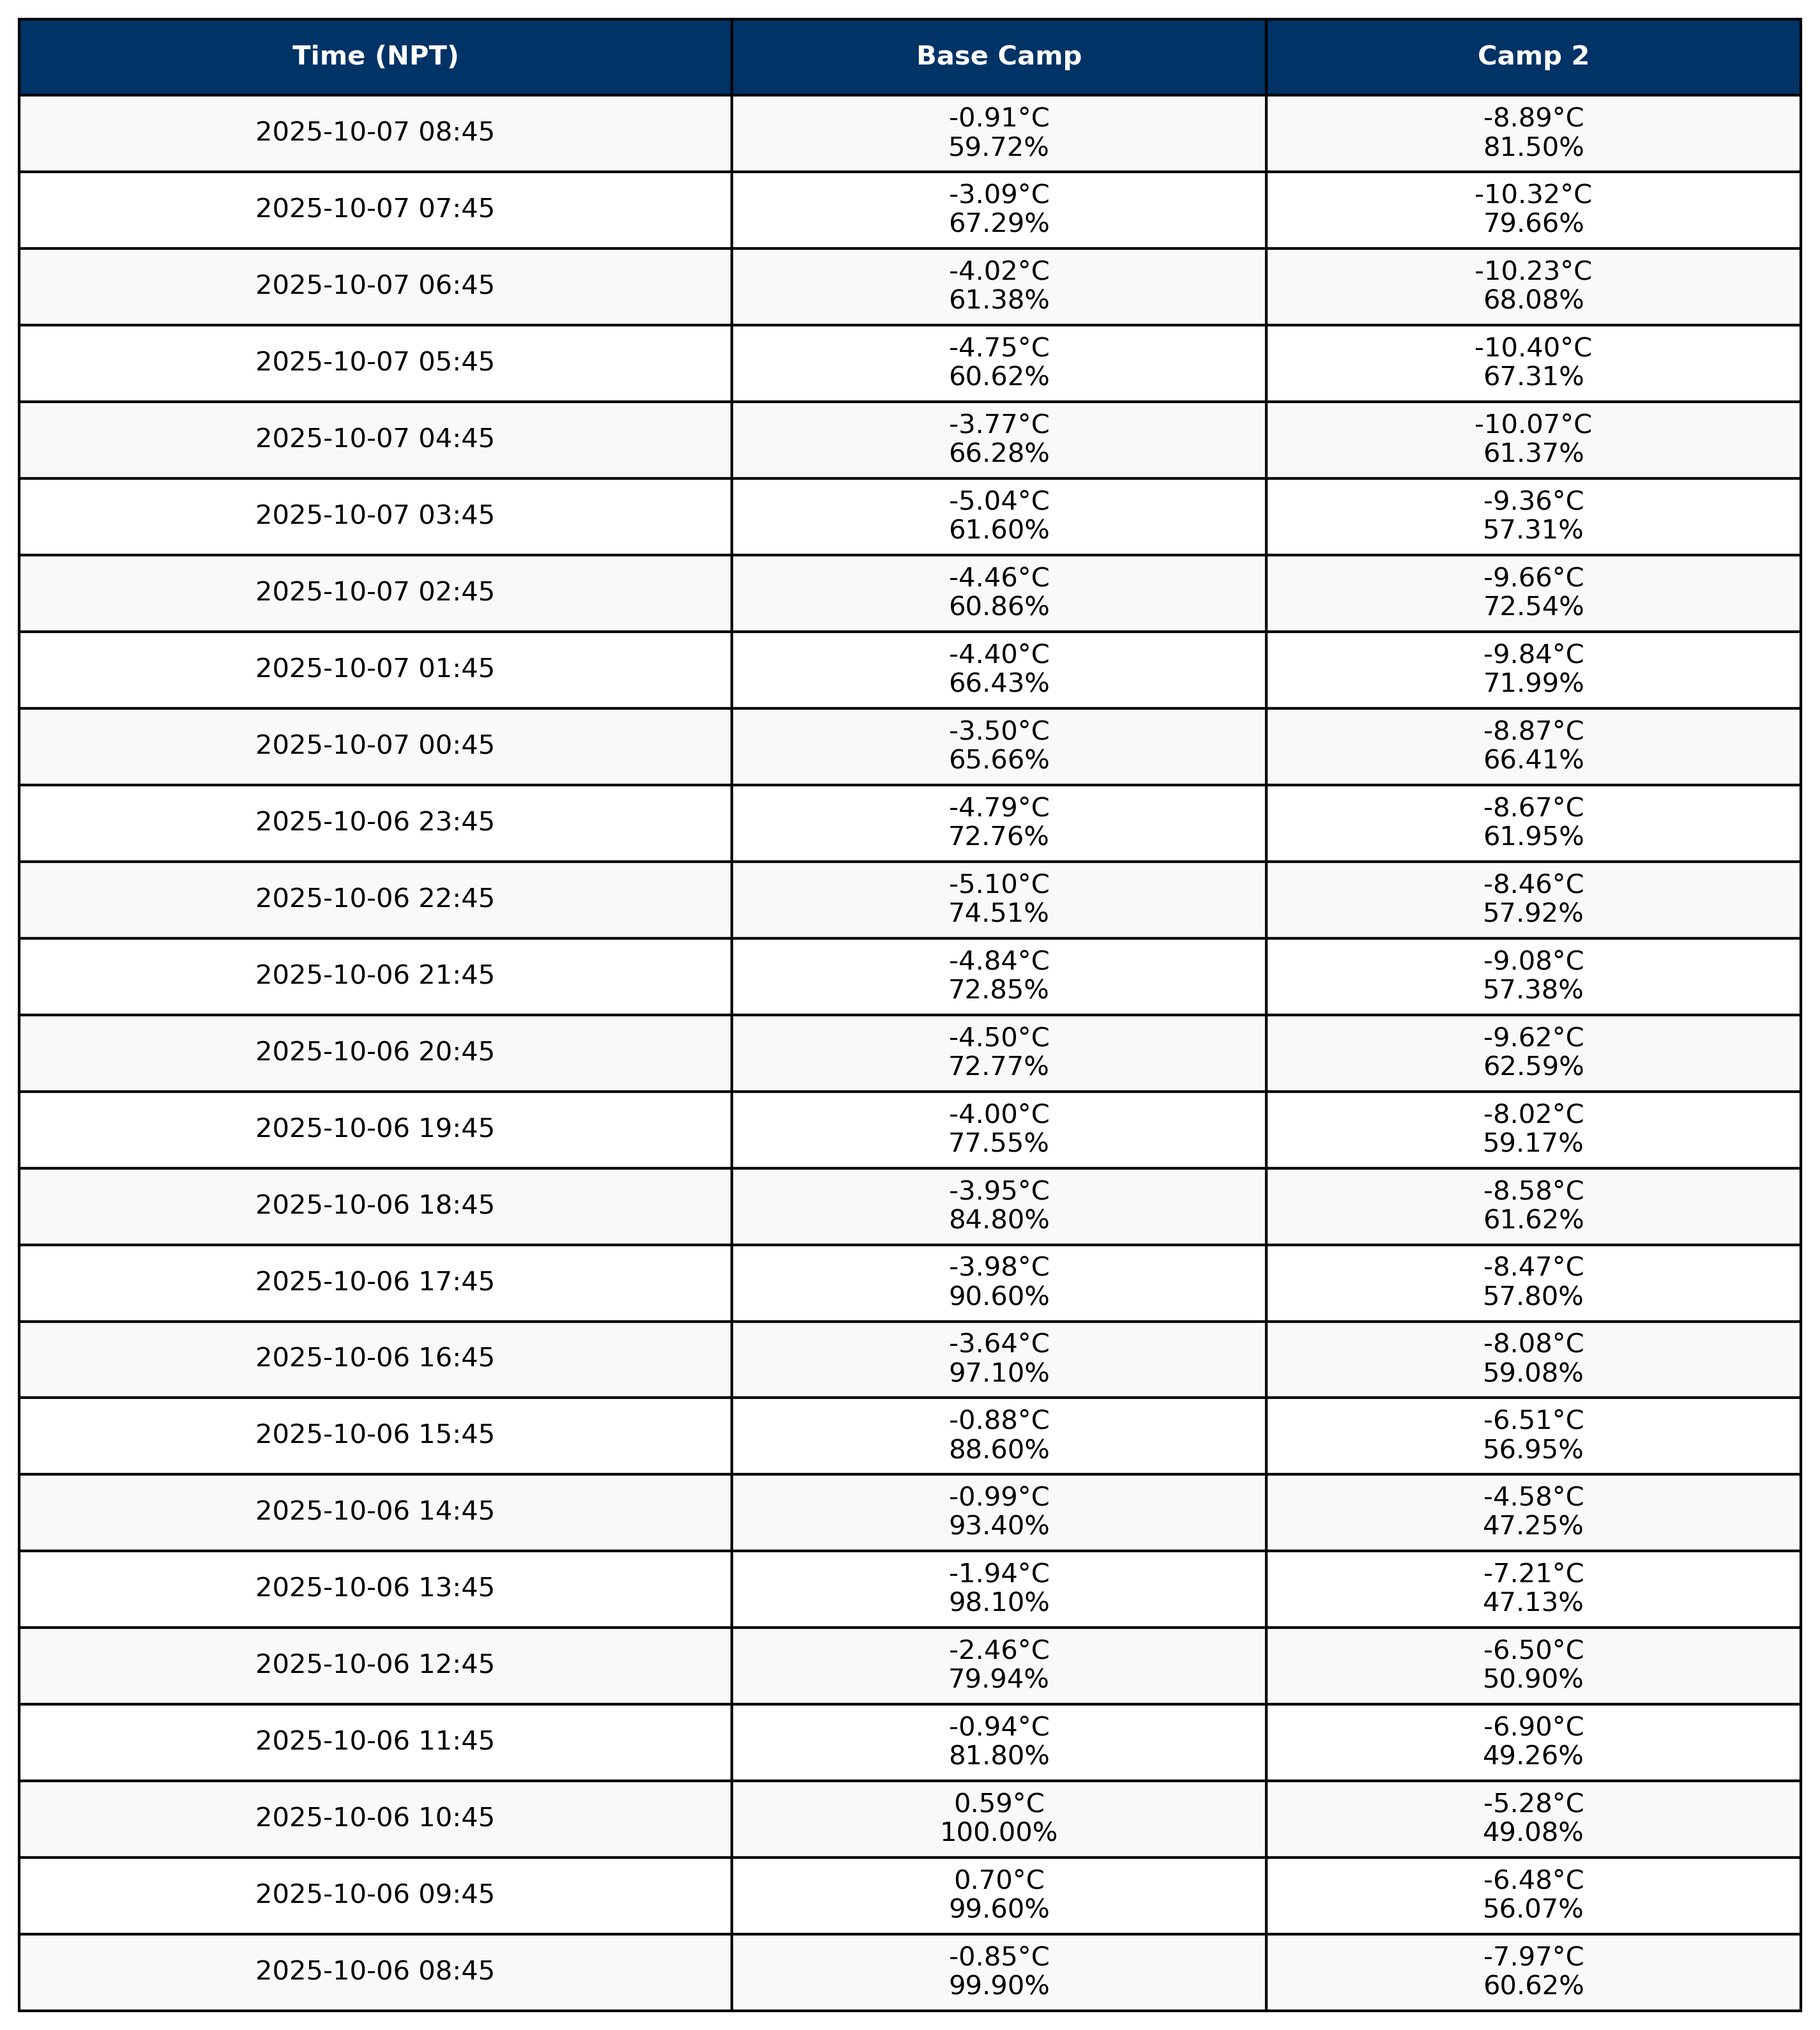 Time (NPT) Base Camp Camp 2
2025-10-07 08:45 -0.91°C -8.89°C
59.72% 81.50%
2025-10-07 07:45 -3.09°C -10.32°C
67.29% 79.66%
2025-10-07 06:45 -4.02°C -10.23°C
61.38% 68.08%
2025-10-07 05:45 -4.75°C -10.40°C
60.62% 67.31%
2025-10-07 04:45 -3.77°C -10.07°C
66.28% 61.37%
2025-10-07 03:45 -5.04°C -9.36°C
61.60% 57.31%
2025-10-07 02:45 -4.46°C -9.66°C
60.86% 72.54%
2025-10-07 01:45 -4.40°C -9.84°C
66.43% 71.99%
2025-10-07 00:45 -3.50°C -8.87°C
65.66% 66.41%
2025-10-06 23:45 -4.79°C -8.67°C
72.76% 61.95%
2025-10-06 22:45 -5.10°C -8.46°C
74.51% 57.92%
2025-10-06 21:45 -4.84°C -9.08°C
72.85% 57.38%
2025-10-06 20:45 -4.50°C -9.62°C
72.77% 62.59%
2025-10-06 19:45 -4.00°C -8.02°C
77.55% 59.17%
2025-10-06 18:45 -3.95°C -8.58°C
84.80% 61.62%
2025-10-06 17:45 -3.98°C -8.47°C
90.60% 57.80%
2025-10-06 16:45 -3.64°C -8.08°C
97.10% 59.08%
2025-10-06 15:45 -0.88°C -6.51°C
88.60% 56.95%
2025-10-06 14:45 -0.99°C -4.58°C
93.40% 47.25%
2025-10-06 13:45 -1.94°C -7.21°C
98.10% 47.13%
2025-10-06 12:45 -2.46°C -6.50°C
79.94% 50.90%
2025-10-06 11:45 -0.94°C -6.90°C
81.80% 49.26%
2025-10-06 10:45 0.59°C -5.28°C
100.00% 49.08%
2025-10-06 09:45 0.70°C -6.48°C
99.60% 56.07%
2025-10-06 08:45 -0.85°C -7.97°C
99.90% 60.62%